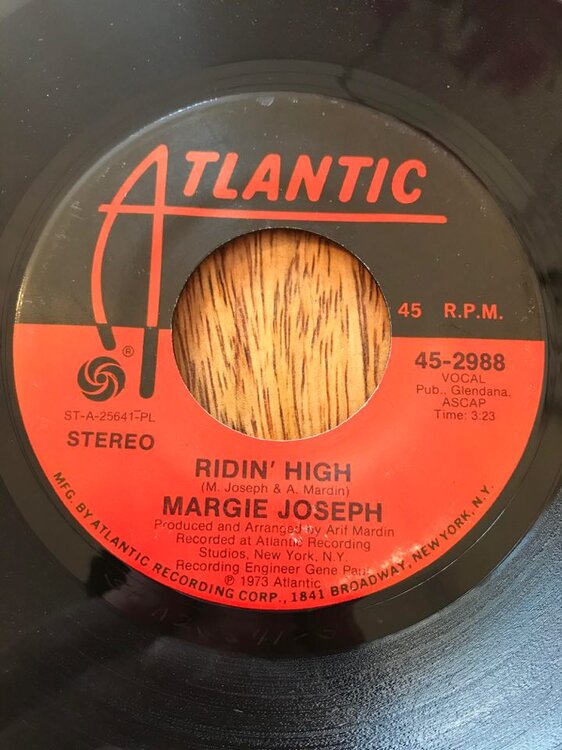 ATLANTIC
45 R.P.M.
45-2988
VOCAL
Pub., Glendana,
ASCAP
Time: 3:23
®
ST-A-25641-PL
STEREO
RIDIN' HIGH
(M. Joseph & A. Mardin)
MARGIE JOSEPH
Produced and Arranged by Arif Mardin
Recorded at Atlantic Recording
Studios, New York, N.Y.
Recording Engineer Gene Paul
℗ 1973 Atlantic
MFG. BY ATLANTIC RECORDING CORP., 1841 BROADWAY, NEW YORK, N.Y.